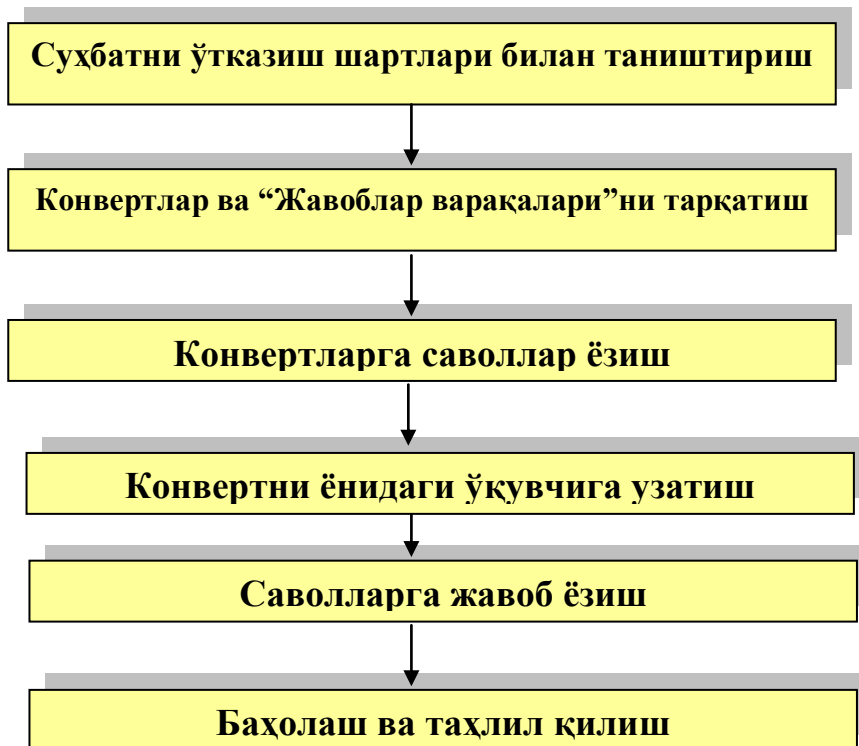 Суҳбатни ўтказиш шартлари билан таништириш
Конвертлар ва “Жавоблар варақалари”ни тарқатиш
Конвертларга саволлар ёзиш
Конвертни ёнидаги ўқувчига узатиш
Саволларга жавоб ёзиш
Баҳолаш ва таҳлил қилиш